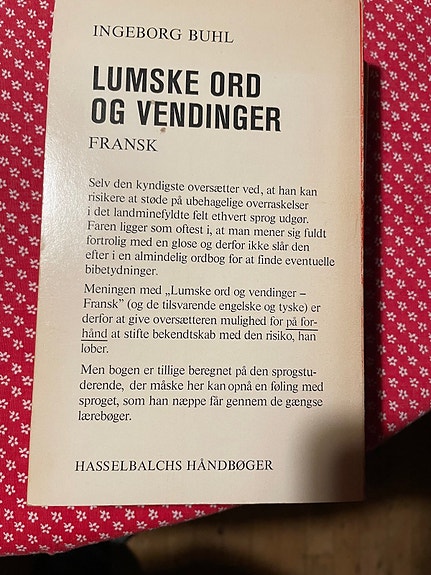 INGEBORG BUHL
LUMSKE ORD
OG VENDINGER
FRANSK
Selv den kyndigste oversætter ved, at han kan
risikere at støde på ubehagelige overraskelser
i det landminefyldte felt ethvert sprog udgør.
Faren ligger som oftest i, at man mener sig fuldt
fortrolig med en glose og derfor ikke slår den
efter i en almindelig ordbog for at finde eventuelle
bibetydninger.
Meningen med „Lumske ord og vendinger –
Fransk” (og de tilsvarende engelske og tyske) er
derfor at give oversætteren mulighed for på for-
hånd at stifte bekendtskab med den risiko, han
løber.
Men bogen er tillige beregnet på den sprogstu-
derende, der måske her kan opnå en føling med
sproget, som han næppe får gennem de gængse
lærebøger.
HASSELBALCHS HÅNDBØGER